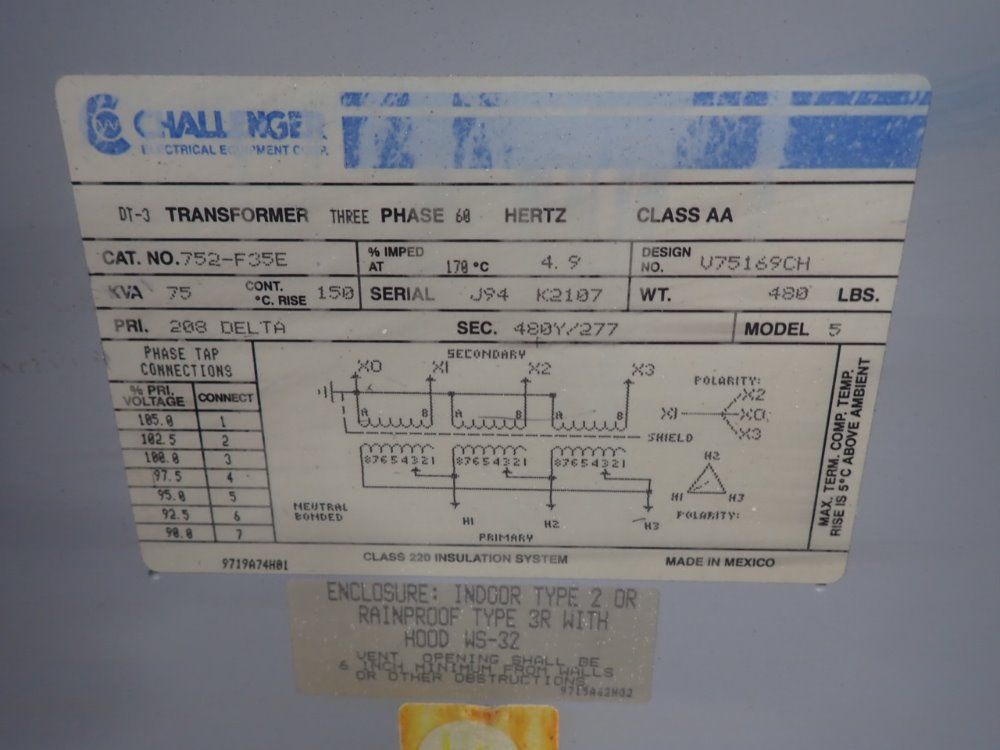 CHALLENGER
ELECTRICAL EQUIPMENT CORP.
DT-3 TRANSFORMER THREE PHASE 60 HERTZ CLASS AA
CAT. NO. 752-F35E % IMPED AT 170 °C 4.9 DESIGN NO. V75169CH
KVA 75 CONT. °C. RISE 150 SERIAL J94 K2107 WT. 480 LBS.
PRI. 208 DELTA SEC. 480Y/277 MODEL 5
PHASE TAP
CONNECTIONS
% PRI. VOLTAGE CONNECT
105.0 1
102.5 2
100.0 3
97.5 4
95.0 5
92.5 6
90.0 7
SECONDARY
X0 X1 X2 X3
A B A B A B
SHIELD
87654321 87654321 87654321
H1 H2 H3
PRIMARY
NEUTRAL
BONDED
POLARITY:
X2
X1 X0
X3
H2
H1 H3
POLARITY:
MAX. TERM. COMP. TEMP.
RISE IS 5°C ABOVE AMBIENT
9719A74H01 CLASS 220 INSULATION SYSTEM MADE IN MEXICO
ENCLOSURE: INDOOR TYPE 2 OR
RAINPROOF TYPE 3R WITH
HOOD WS-32
VENT. OPENING SHALL BE
6 INCH MINIMUM FROM WALLS
OR OTHER OBSTRUCTIONS
9719A62H02